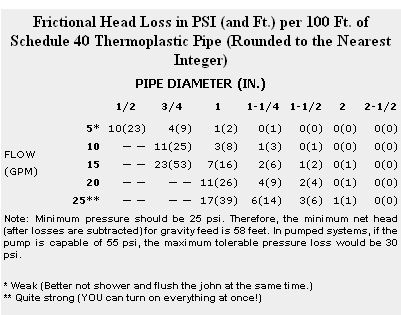 Frictional Head Loss in PSI (and Ft.) per 100 Ft. of
Schedule 40 Thermoplastic Pipe (Rounded to the Nearest
Integer)
PIPE DIAMETER (IN.)
1/2 3/4 1 1-1/4 1-1/2 2 2-1/2
5* 10(23) 4(9) 1(2) 0(1) 0(0) 0(0) 0(0)
FLOW
(GPM)
10 -- 11(25) 3(8) 1(3) 0(1) 0(0) 0(0)
15 -- 23(53) 7(16) 2(6) 1(2) 0(1) 0(0)
20 -- -- 11(26) 4(9) 2(4) 0(1) 0(0)
25** -- -- 17(39) 6(14) 3(6) 1(1) 0(0)
Note: Minimum pressure should be 25 psi. Therefore, the minimum net head
(after losses are subtracted) for gravity feed is 58 feet. In pumped systems, if the
pump is capable of 55 psi, the maximum tolerable pressure loss would be 30
psi.
* Weak (Better not shower and flush the john at the same time.)
** Quite strong (YOU can turn on everything at once!)